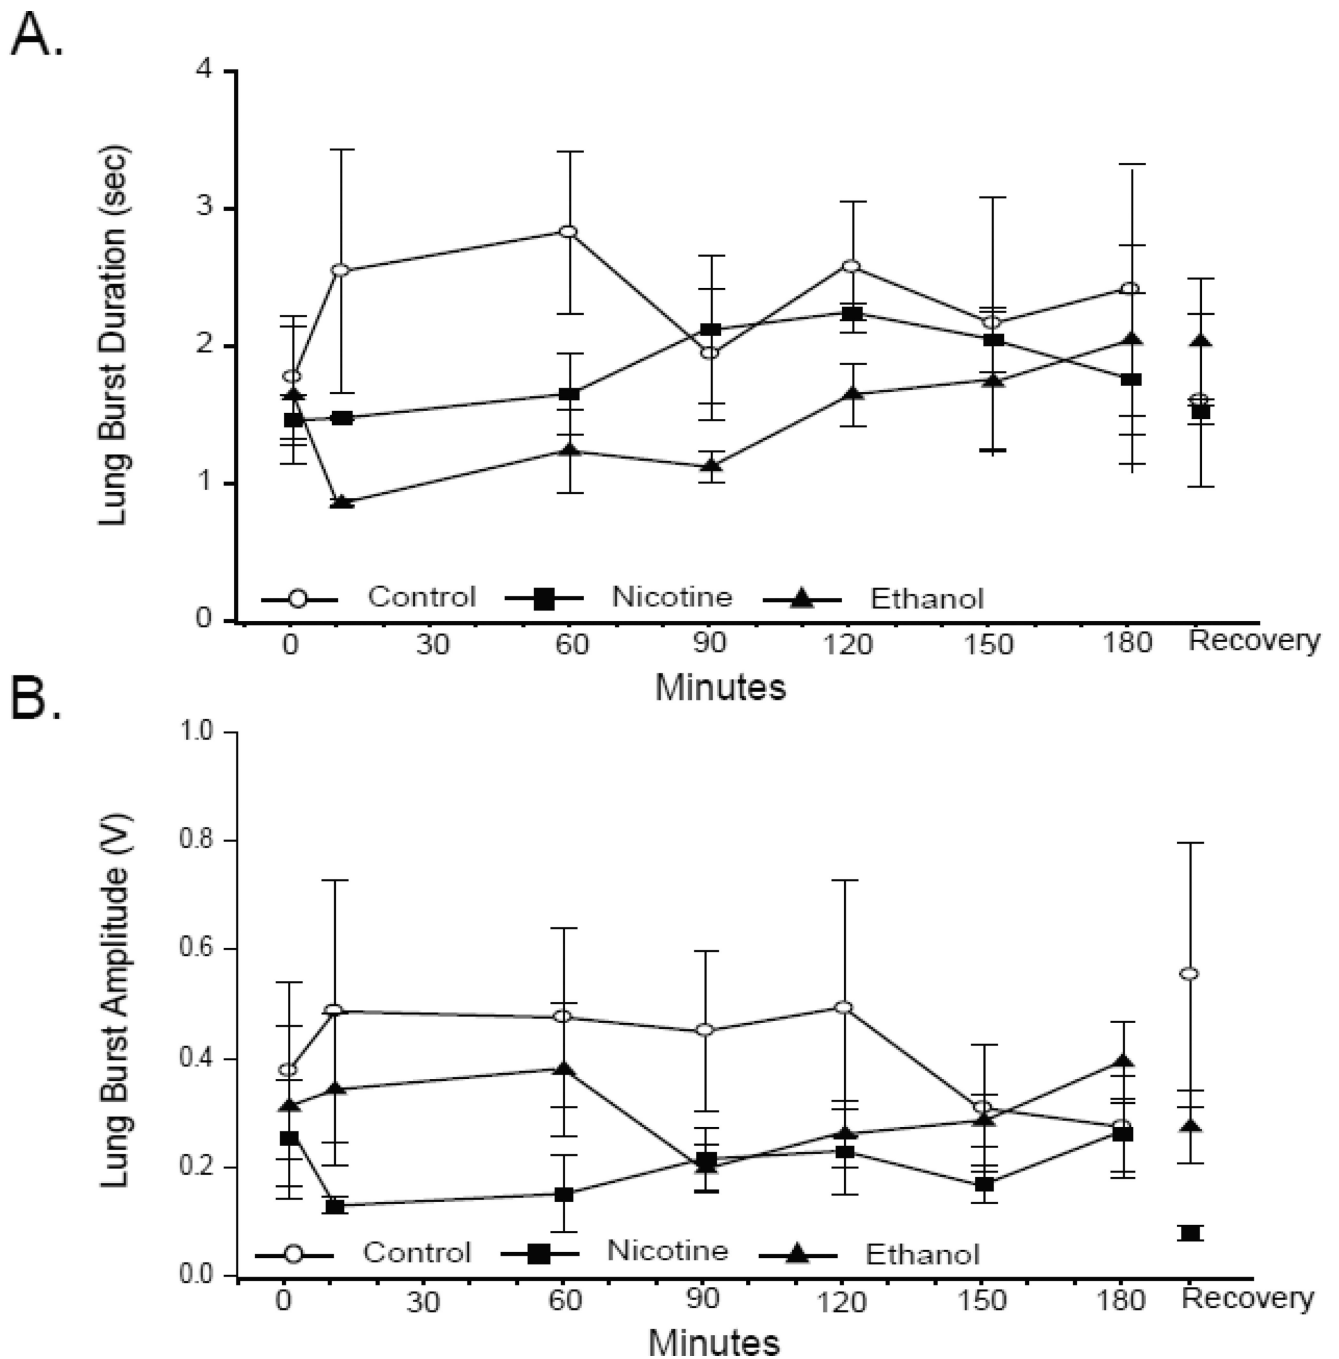 A.
4
3
2
1
0
Lung Burst Duration (sec)
Control Nicotine Ethanol
0 30 60 90 120 150 180 Recovery
Minutes
B.
1.0
0.8
0.6
0.4
0.2
0.0
Lung Burst Amplitude (V)
Control Nicotine Ethanol
0 30 60 90 120 150 180 Recovery
Minutes